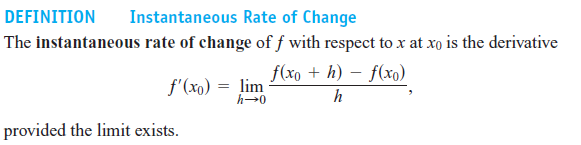 DEFINITION Instantaneous Rate of Change
The instantaneous rate of change of f with respect to x at x₀ is the derivative
f′(x₀) = lim h→0 f(x₀ + h) − f(x₀) / h,
provided the limit exists.